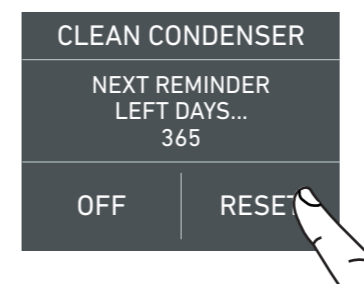 CLEAN CONDENSER
NEXT REMINDER
LEFT DAYS...
365
OFF
RESET